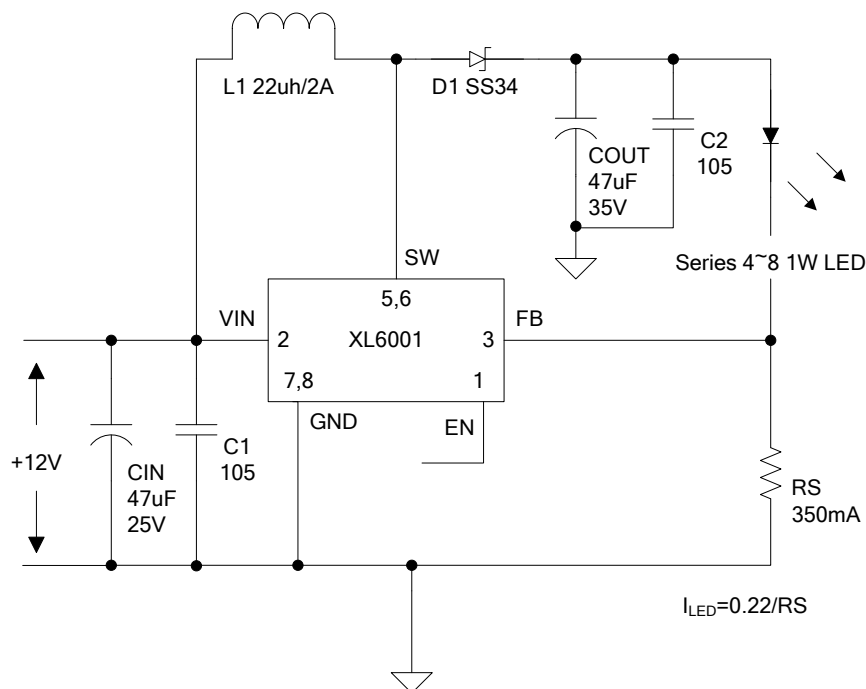 L1 22uh/2A
D1 SS34
COUT
47uF
35V
C2
105
SW
Series 4~8 1W LED
5,6
VIN
FB
2
XL6001
3
7,8
1
GND
EN
+12V
C1
105
CIN
47uF
25V
RS
350mA
ILED=0.22/RS